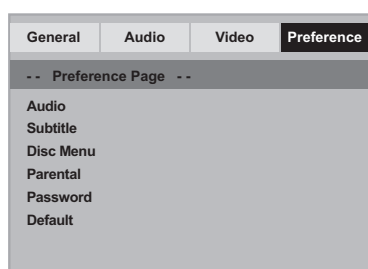 General Audio Video Preference
- - Preference Page - -
Audio
Subtitle
Disc Menu
Parental
Password
Default